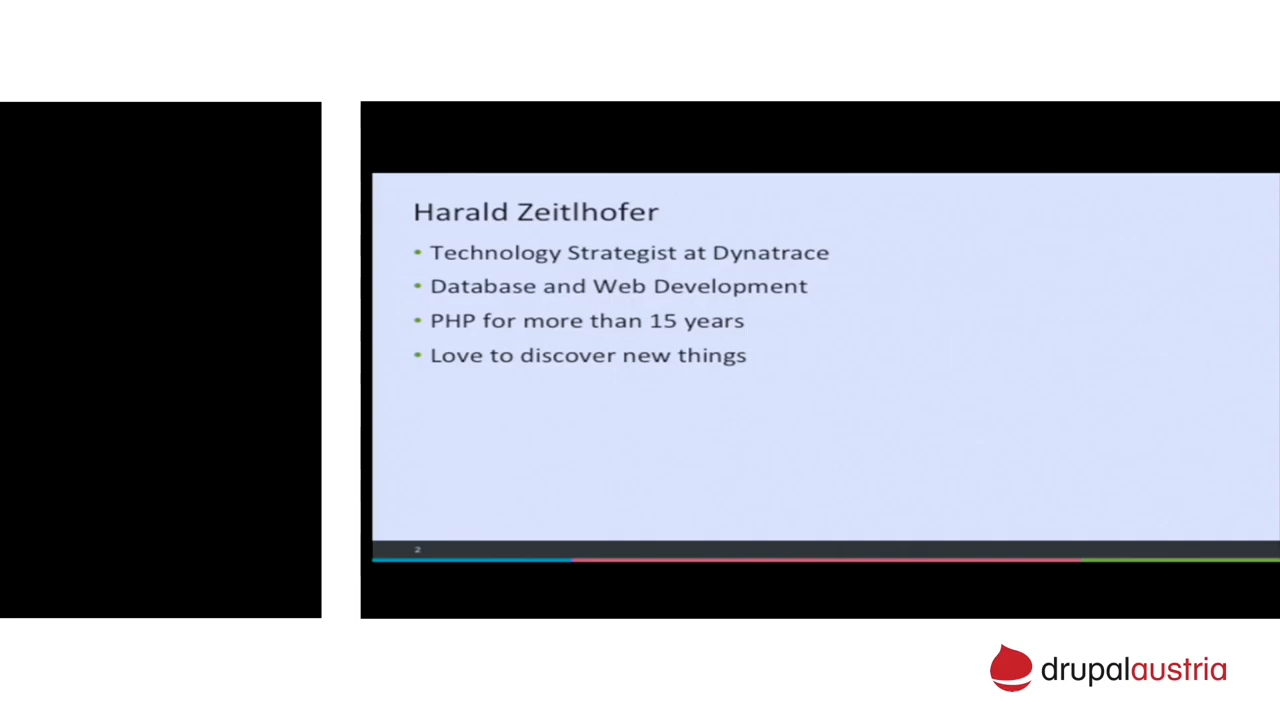 Harald Zeitlhofer
• Technology Strategist at Dynatrace
• Database and Web Development
• PHP for more than 15 years
• Love to discover new things
2
drupalaustria